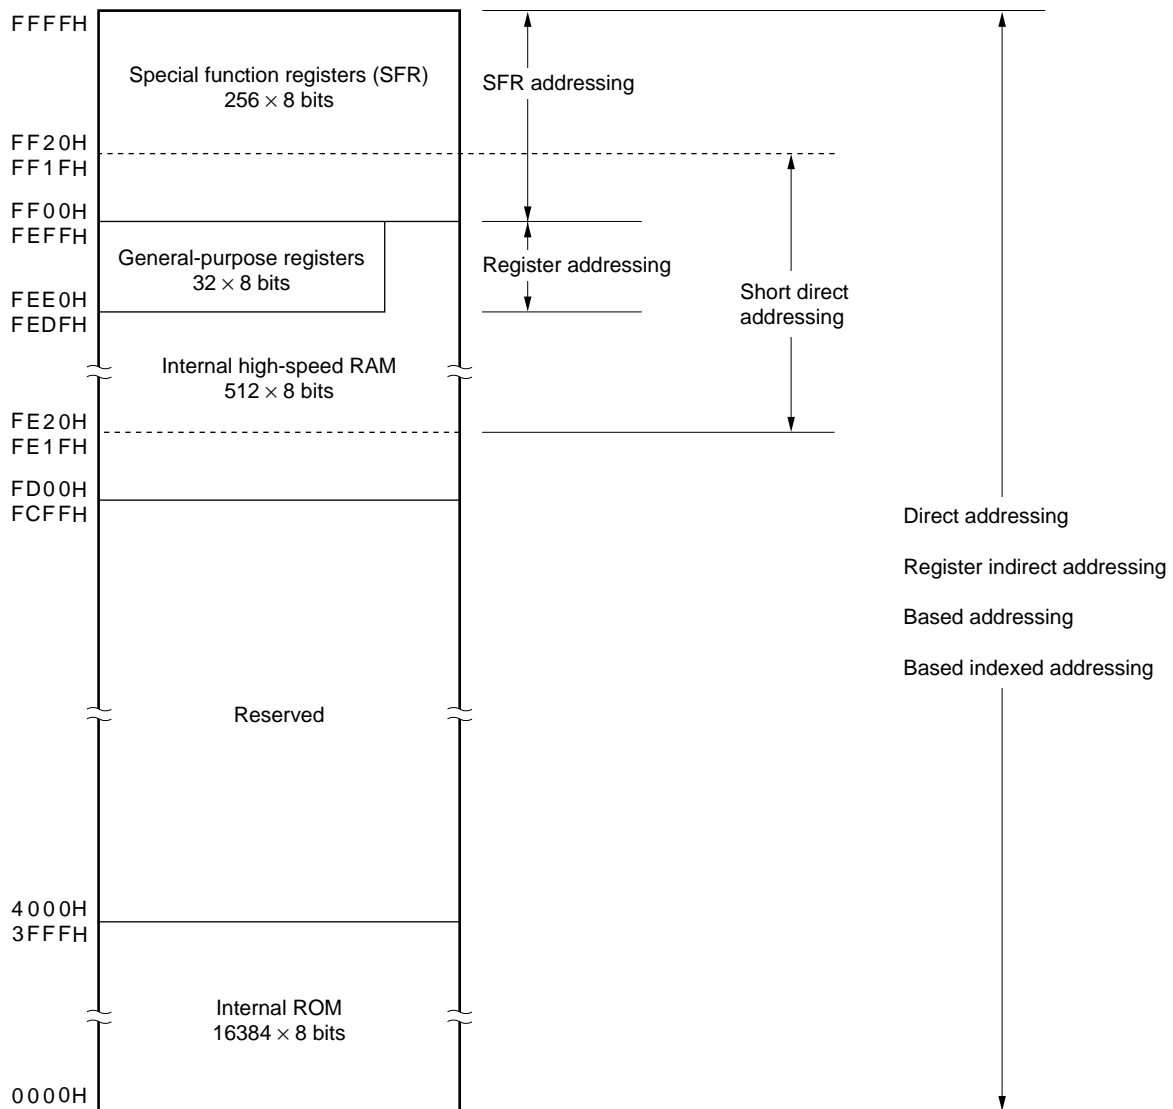 FFFFH
Special function registers (SFR)
256 × 8 bits
SFR addressing
FF20H
FF1FH
FF00H
FEFFH
General-purpose registers
32 × 8 bits
Register addressing
FEE0H
FEDFH
Short direct
addressing
Internal high-speed RAM
512 × 8 bits
FE20H
FE1FH
FD00H
FCFFH
Direct addressing
Register indirect addressing
Based addressing
Based indexed addressing
Reserved
4000H
3FFFH
Internal ROM
16384 × 8 bits
0000H